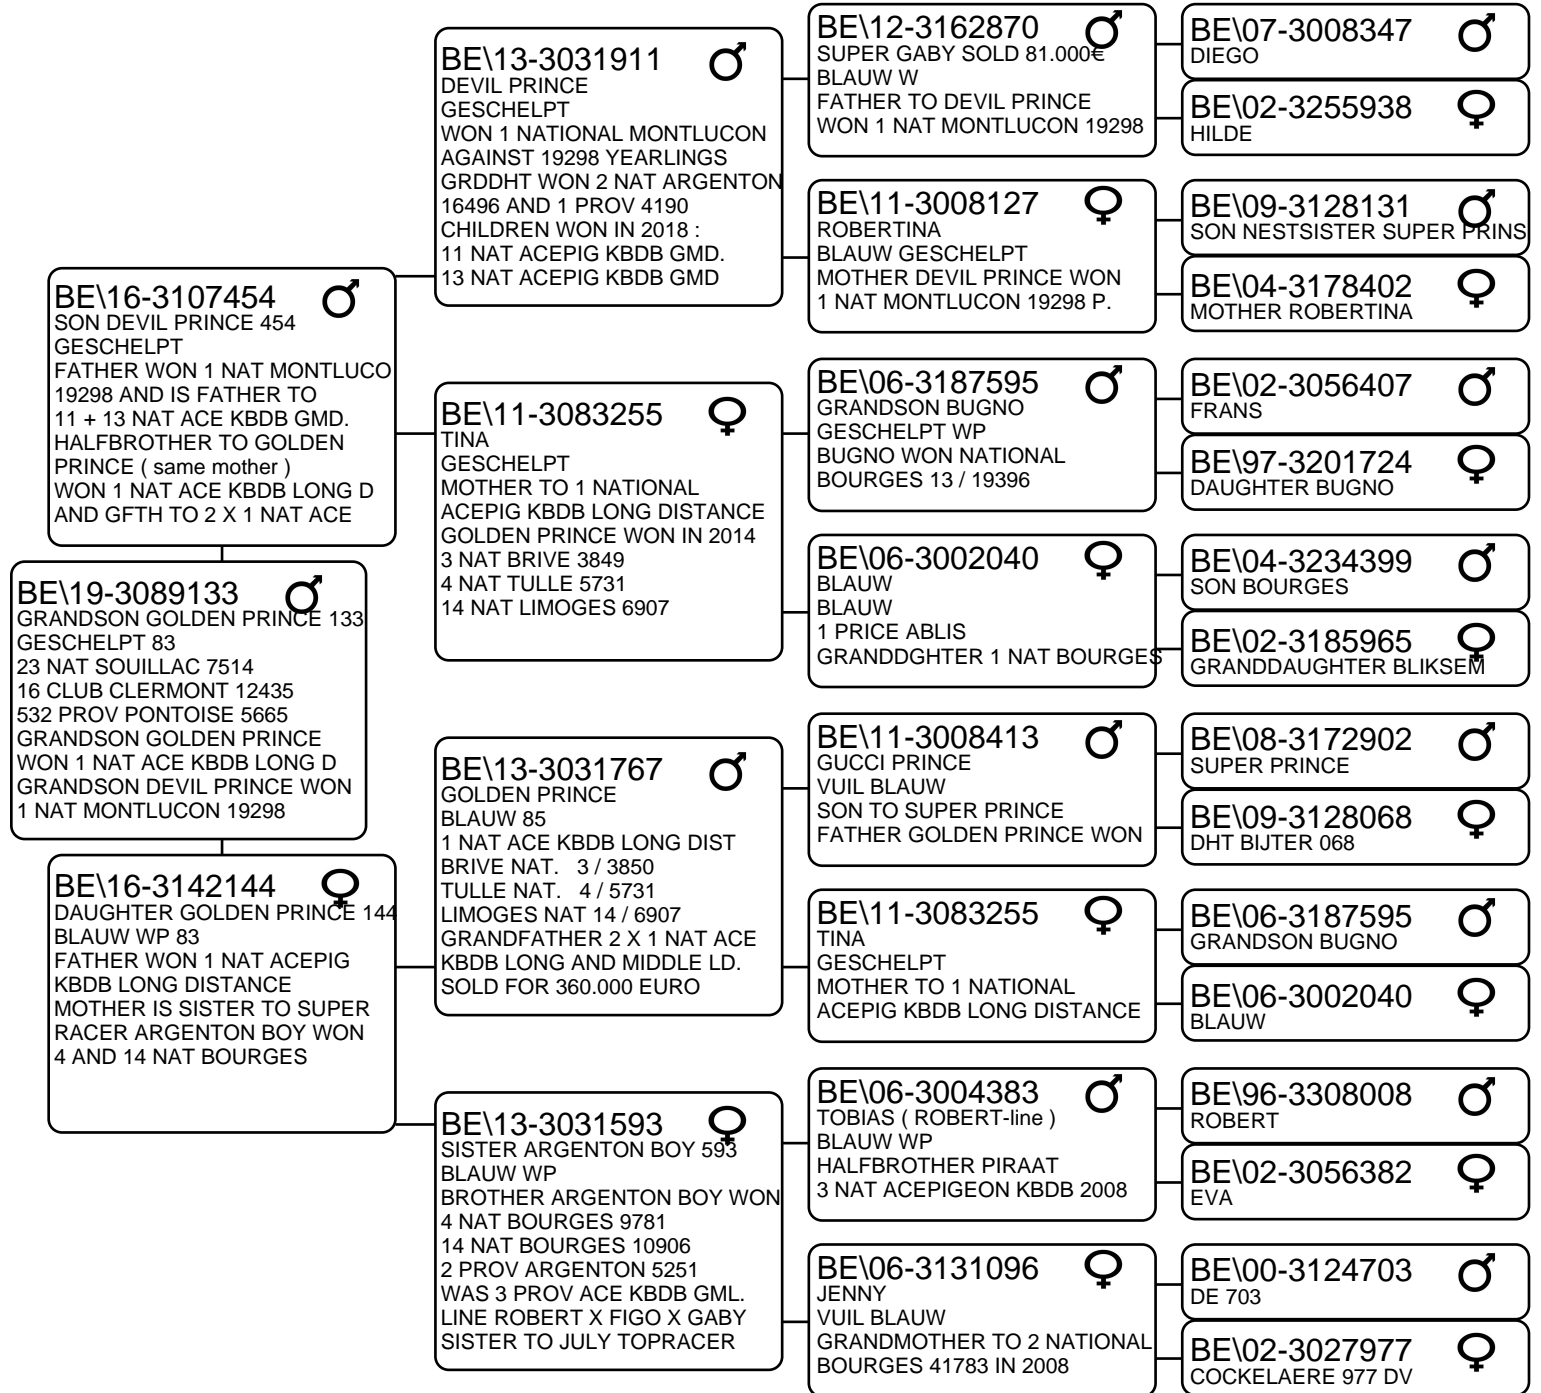 BE\19-3089133
GRANDSON GOLDEN PRINCE 133
GESCHELPT 83
23 NAT SOUILLAC 7514
16 CLUB CLERMONT 12435
532 PROV PONTOISE 5665
GRANDSON GOLDEN PRINCE
WON 1 NAT ACE KBDB LONG D
GRANDSON DEVIL PRINCE WON
1 NAT MONTLUCON 19298
BE\16-3107454
SON DEVIL PRINCE 454
GESCHELPT
FATHER WON 1 NAT MONTLUCO
19298 AND IS FATHER TO
11 + 13 NAT ACE KBDB GMD.
HALFBROTHER TO GOLDEN
PRINCE ( same mother )
WON 1 NAT ACE KBDB LONG D
AND GFTH TO 2 X 1 NAT ACE
BE\16-3142144
DAUGHTER GOLDEN PRINCE 144
BLAUW WP 83
FATHER WON 1 NAT ACEPIG
KBDB LONG DISTANCE
MOTHER IS SISTER TO SUPER
RACER ARGENTON BOY WON
4 AND 14 NAT BOURGES
BE\13-3031911
DEVIL PRINCE
GESCHELPT
WON 1 NATIONAL MONTLUCON
AGAINST 19298 YEARLINGS
GRDDHT WON 2 NAT ARGENTON
16496 AND 1 PROV 4190
CHILDREN WON IN 2018 :
11 NAT ACEPIG KBDB GMD.
13 NAT ACEPIG KBDB GMD
BE\11-3083255
TINA
GESCHELPT
MOTHER TO 1 NATIONAL
ACEPIG KBDB LONG DISTANCE
GOLDEN PRINCE WON IN 2014
3 NAT BRIVE 3849
4 NAT TULLE 5731
14 NAT LIMOGES 6907
BE\13-3031767
GOLDEN PRINCE
BLAUW 85
1 NAT ACE KBDB LONG DIST
BRIVE NAT. 3 / 3850
TULLE NAT. 4 / 5731
LIMOGES NAT 14 / 6907
GRANDFATHER 2 X 1 NAT ACE
KBDB LONG AND MIDDLE LD.
SOLD FOR 360.000 EURO
BE\13-3031593
SISTER ARGENTON BOY 593
BLAUW WP
BROTHER ARGENTON BOY WON
4 NAT BOURGES 9781
14 NAT BOURGES 10906
2 PROV ARGENTON 5251
WAS 3 PROV ACE KBDB GML.
LINE ROBERT X FIGO X GABY
SISTER TO JULY TOPRACER
BE\12-3162870
SUPER GABY SOLD 81.000€
BLAUW W
FATHER TO DEVIL PRINCE
WON 1 NAT MONTLUCON 19298
BE\11-3008127
ROBERTINA
BLAUW GESCHELPT
MOTHER DEVIL PRINCE WON
1 NAT MONTLUCON 19298 P.
BE\06-3187595
GRANDSON BUGNO
GESCHELPT WP
BUGNO WON NATIONAL
BOURGES 13 / 19396
BE\06-3002040
BLAUW
BLAUW
1 PRICE ABLIS
GRANDDGHTER 1 NAT BOURGES
BE\11-3008413
GUCCI PRINCE
VUIL BLAUW
SON TO SUPER PRINCE
FATHER GOLDEN PRINCE WON
BE\11-3083255
TINA
GESCHELPT
MOTHER TO 1 NATIONAL
ACEPIG KBDB LONG DISTANCE
BE\06-3004383
TOBIAS ( ROBERT-line )
BLAUW WP
HALFBROTHER PIRAAT
3 NAT ACEPIGEON KBDB 2008
BE\06-3131096
JENNY
VUIL BLAUW
GRANDMOTHER TO 2 NATIONAL
BOURGES 41783 IN 2008
BE\07-3008347
DIEGO
BE\02-3255938
HILDE
BE\09-3128131
SON NESTSISTER SUPER PRINS
BE\04-3178402
MOTHER ROBERTINA
BE\02-3056407
FRANS
BE\97-3201724
DAUGHTER BUGNO
BE\04-3234399
SON BOURGES
BE\02-3185965
GRANDDAUGHTER BLIKSEM
BE\08-3172902
SUPER PRINCE
BE\09-3128068
DHT BIJTER 068
BE\06-3187595
GRANDSON BUGNO
BE\06-3002040
BLAUW
BE\96-3308008
ROBERT
BE\02-3056382
EVA
BE\00-3124703
DE 703
BE\02-3027977
COCKELAERE 977 DV